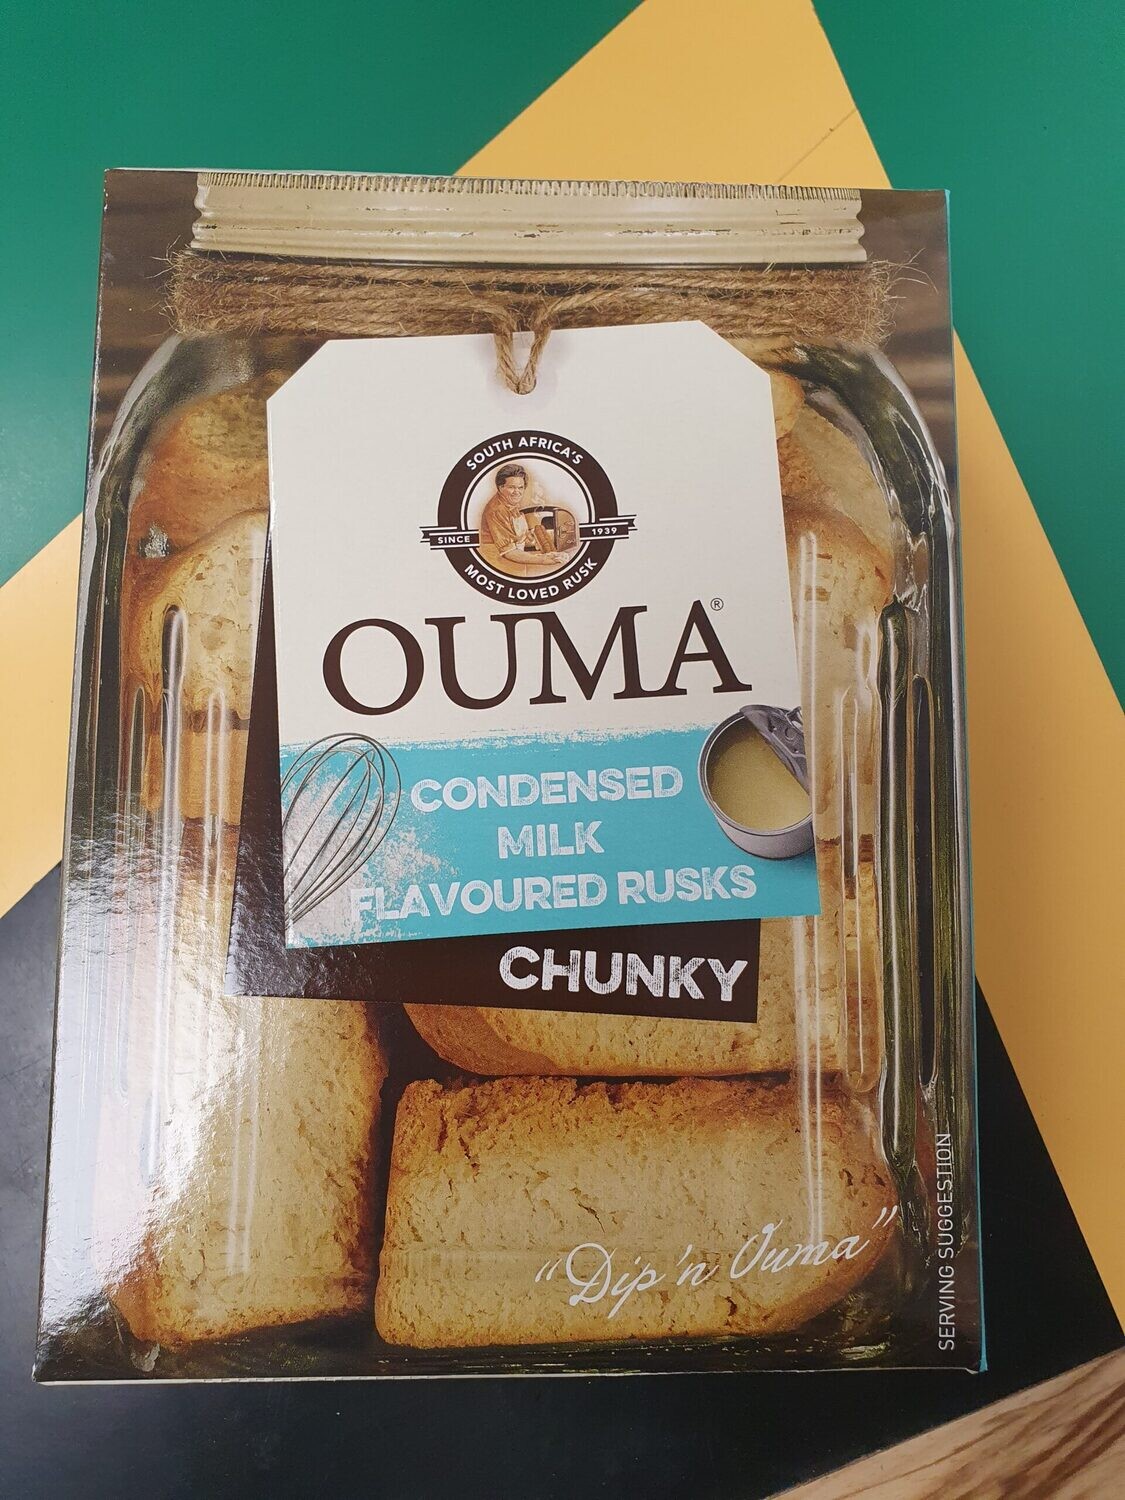 SOUTH AFRICA'S
SINCE 1939
MOST LOVED RUSK
OUMA®
CONDENSED
MILK
FLAVOURED RUSKS
CHUNKY
"Dip 'n Ouma"
SERVING SUGGESTION